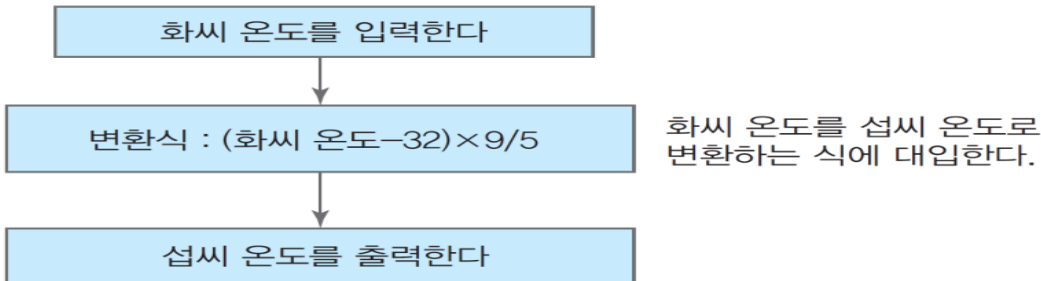 화씨 온도를 입력한다
변환식 : (화씨 온도-32)×9/5
화씨 온도를 섭씨 온도로
변환하는 식에 대입한다.
섭씨 온도를 출력한다